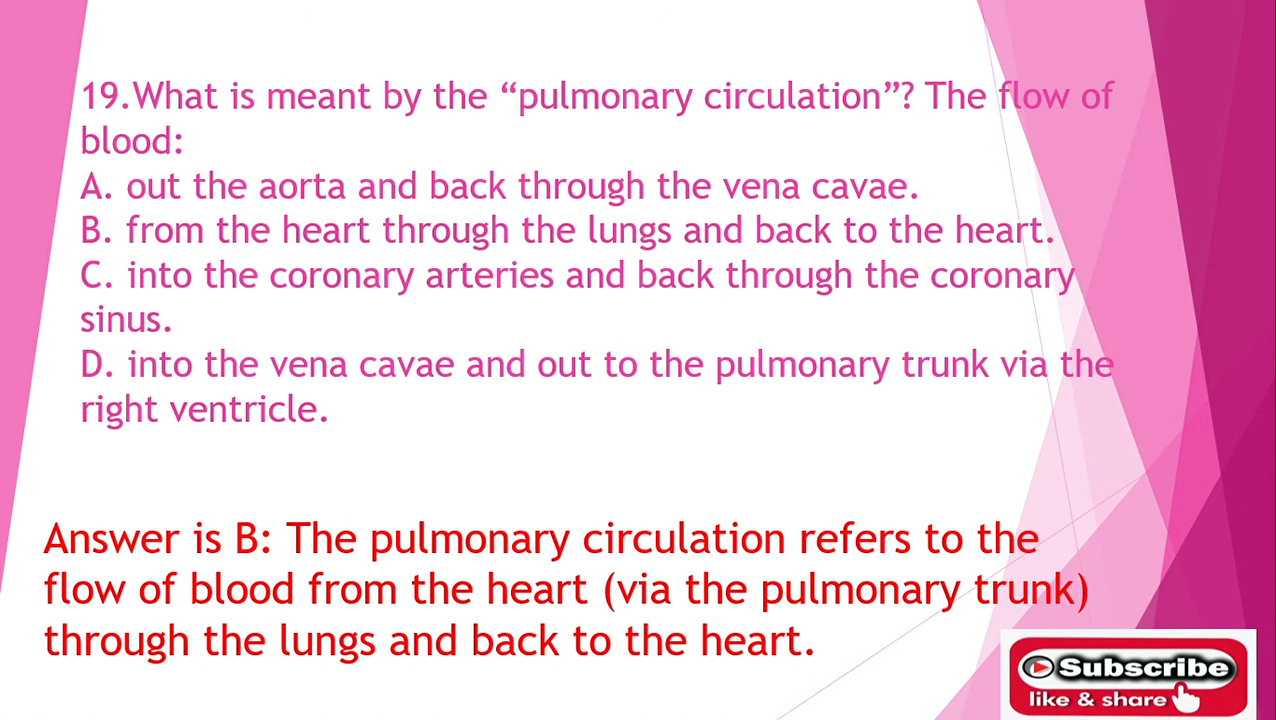 19.What is meant by the “pulmonary circulation”? The flow of
blood:
A. out the aorta and back through the vena cavae.
B. from the heart through the lungs and back to the heart.
C. into the coronary arteries and back through the coronary
sinus.
D. into the vena cavae and out to the pulmonary trunk via the
right ventricle.
Answer is B: The pulmonary circulation refers to the
flow of blood from the heart (via the pulmonary trunk)
through the lungs and back to the heart.
Subscribe
like & share